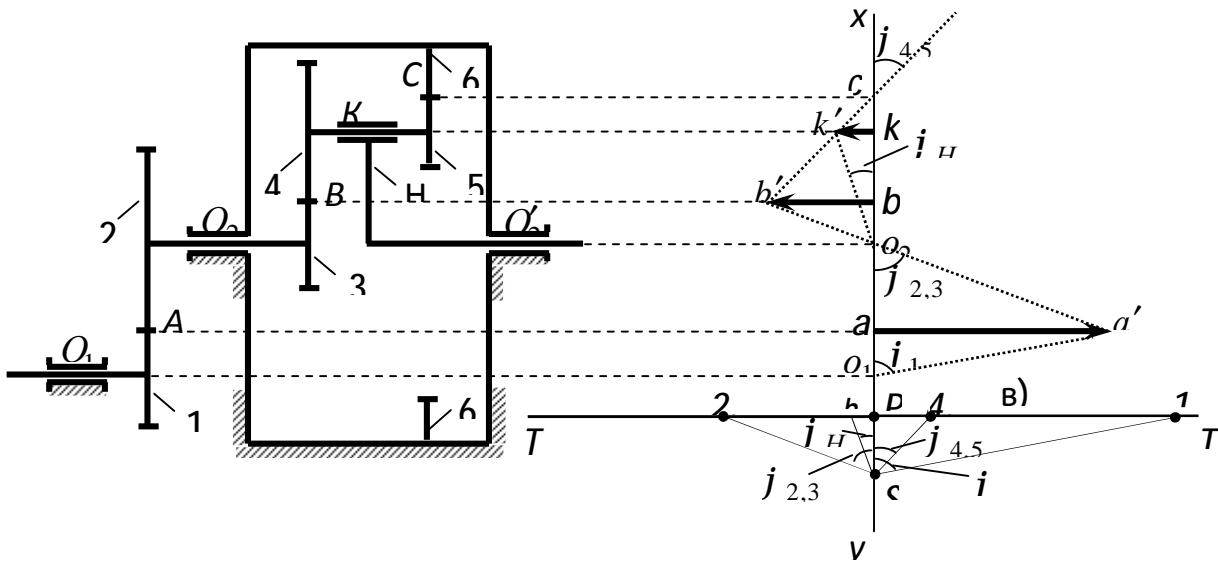 x
j 4,5
6
C
c
К
k′
k
j H
4
В
H
5
b′
b
2
O2
O′2
o2
3
j 2,3
A
a
a′
O1
o1
j 1
1
6
2
h
P
4
в)
1
T
j H
j 4,5
T
j 2,3
S
j
y